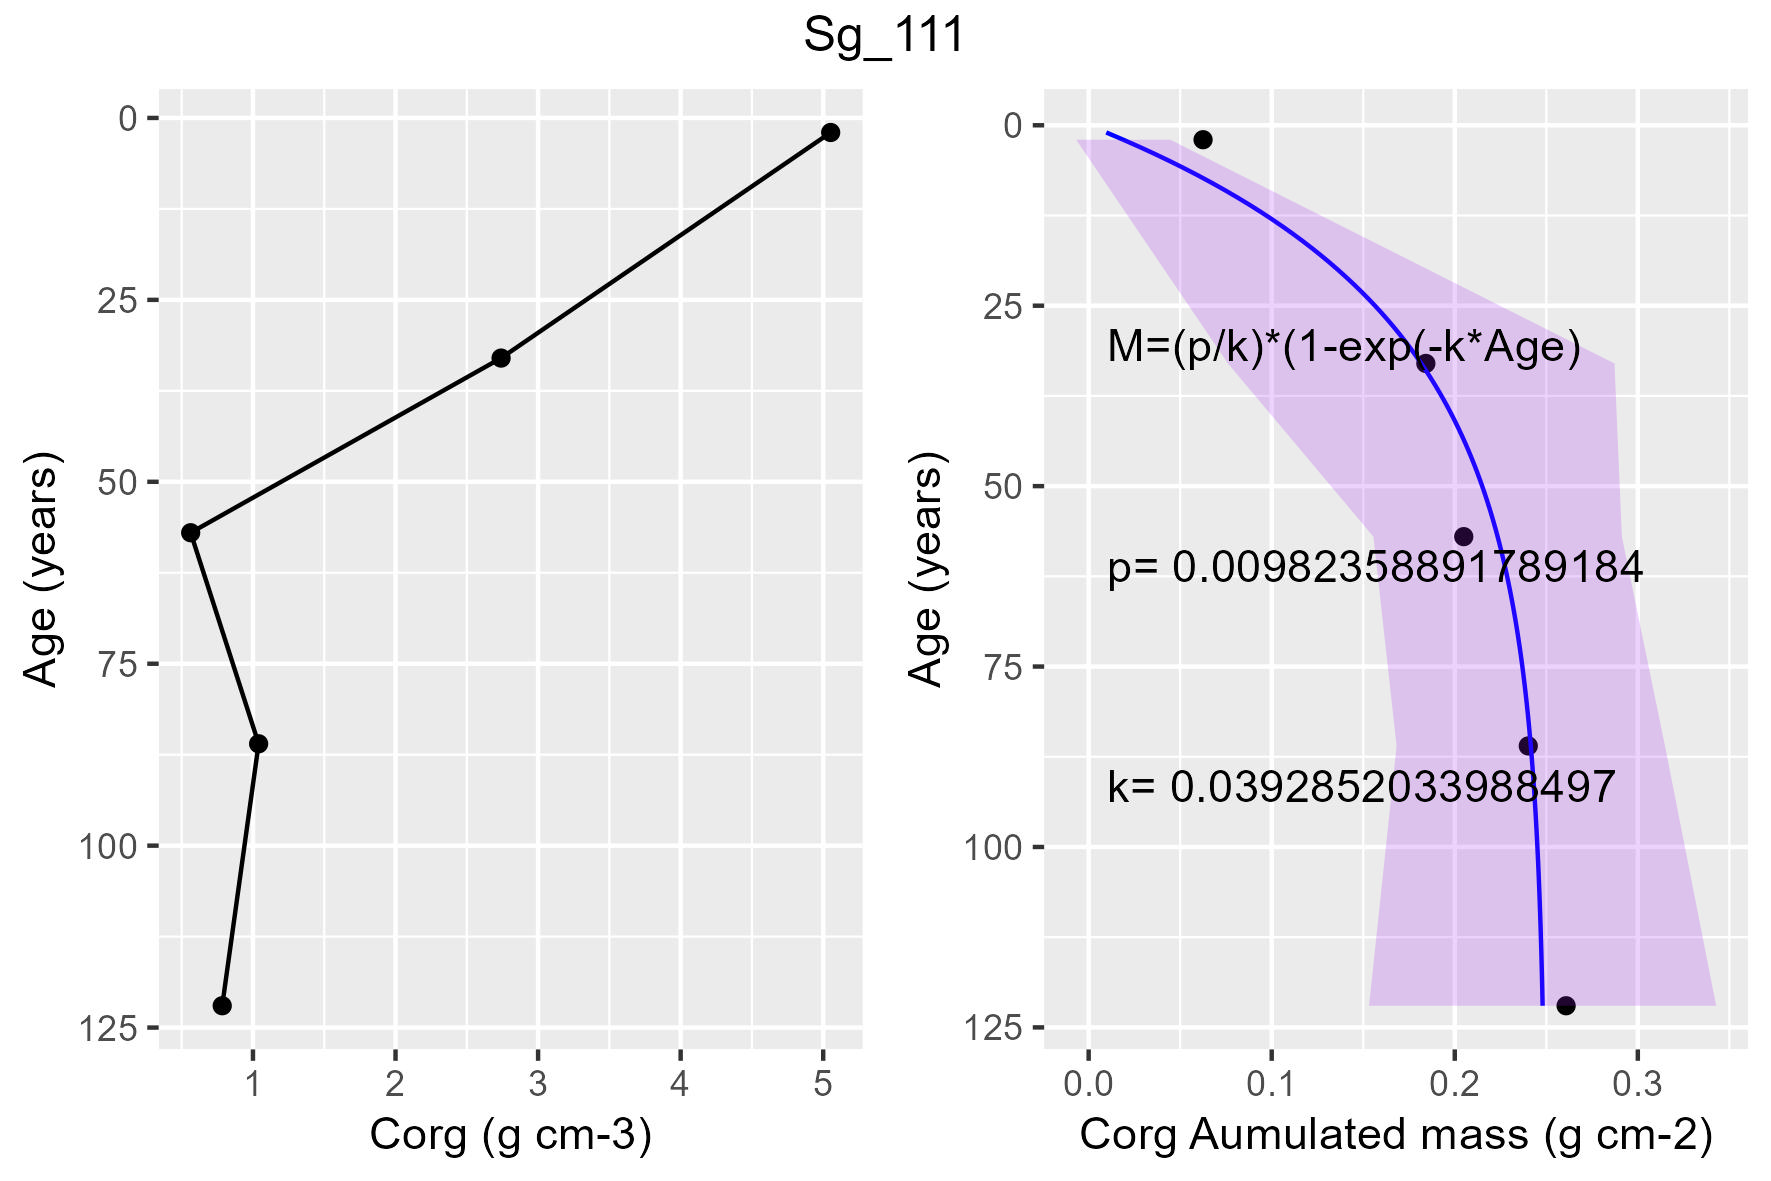 Sg_111
0
25
50
75
100
125
Age (years)
1
2
3
4
5
Corg (g cm-3)
0
25
50
75
100
125
Age (years)
M=(p/k)*(1-exp(-k*Age)
p= 0.00982358891789184
k= 0.0392852033988497
0.0
0.1
0.2
0.3
Corg Aumulated mass (g cm-2)